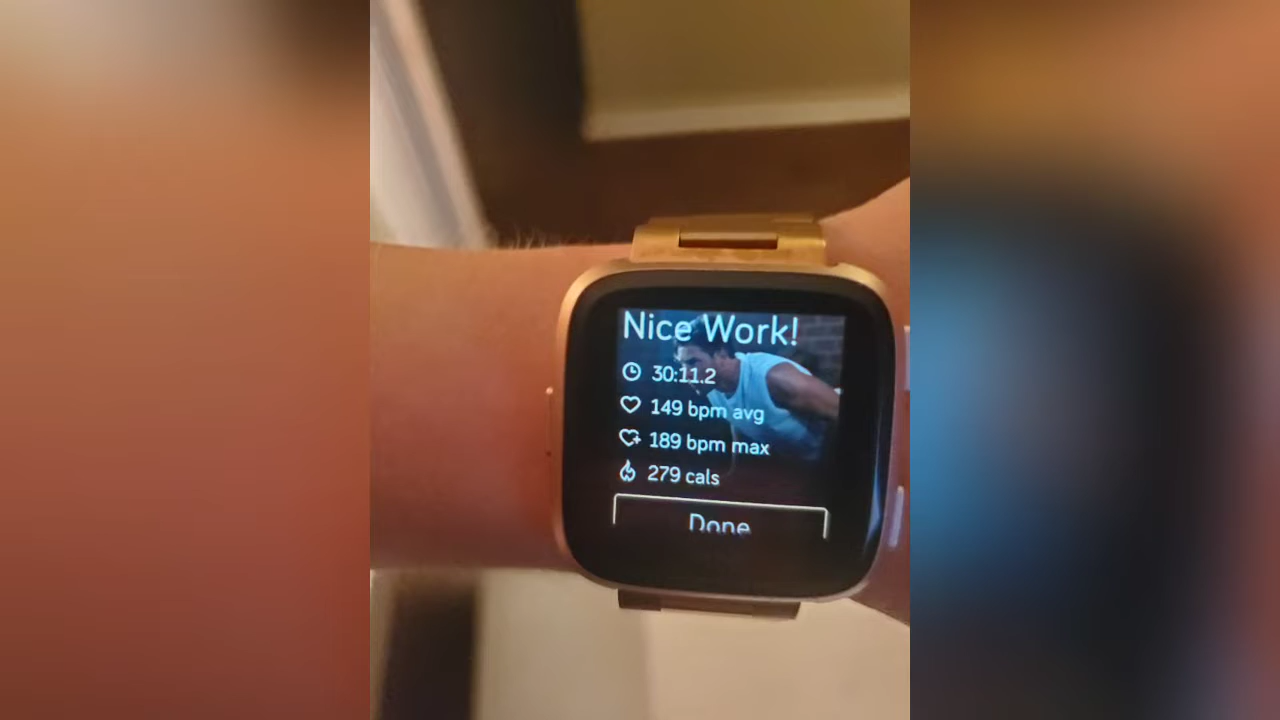 Nice Work!
30:11.2
149 bpm avg
189 bpm max
279 cals
Done